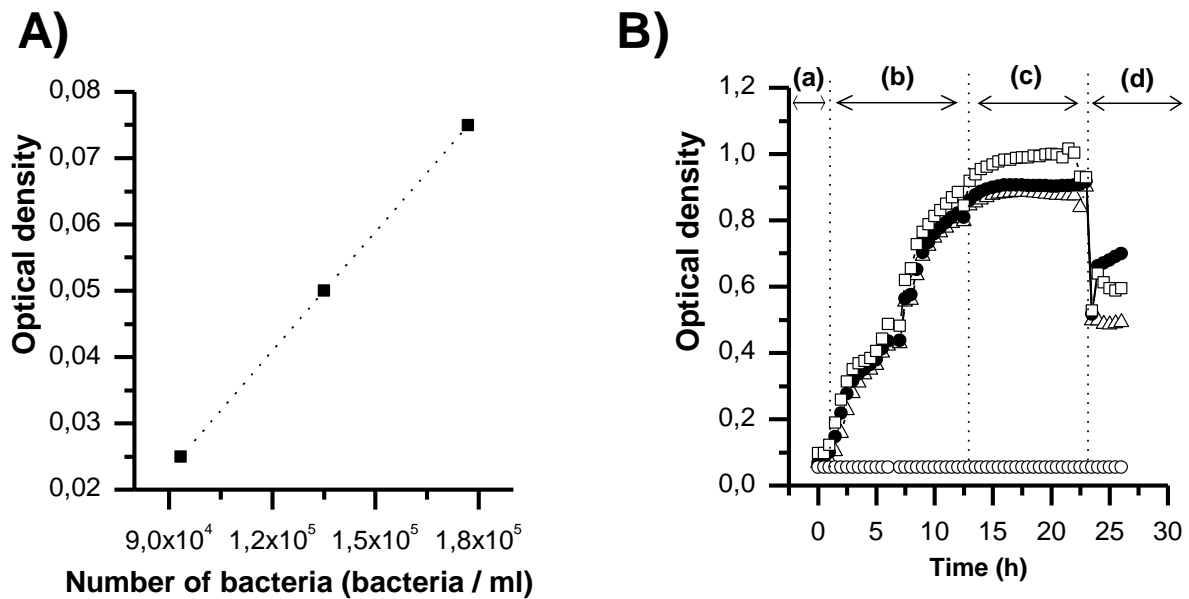 A)
Optical density
0,08
0,07
0,06
0,05
0,04
0,03
0,02
9,0x10⁴ 1,2x10⁵ 1,5x10⁵ 1,8x10⁵
Number of bacteria (bacteria / ml)
B)
(a) (b) (c) (d)
Optical density
1,2
1,0
0,8
0,6
0,4
0,2
0,0
0 5 10 15 20 25 30
Time (h)